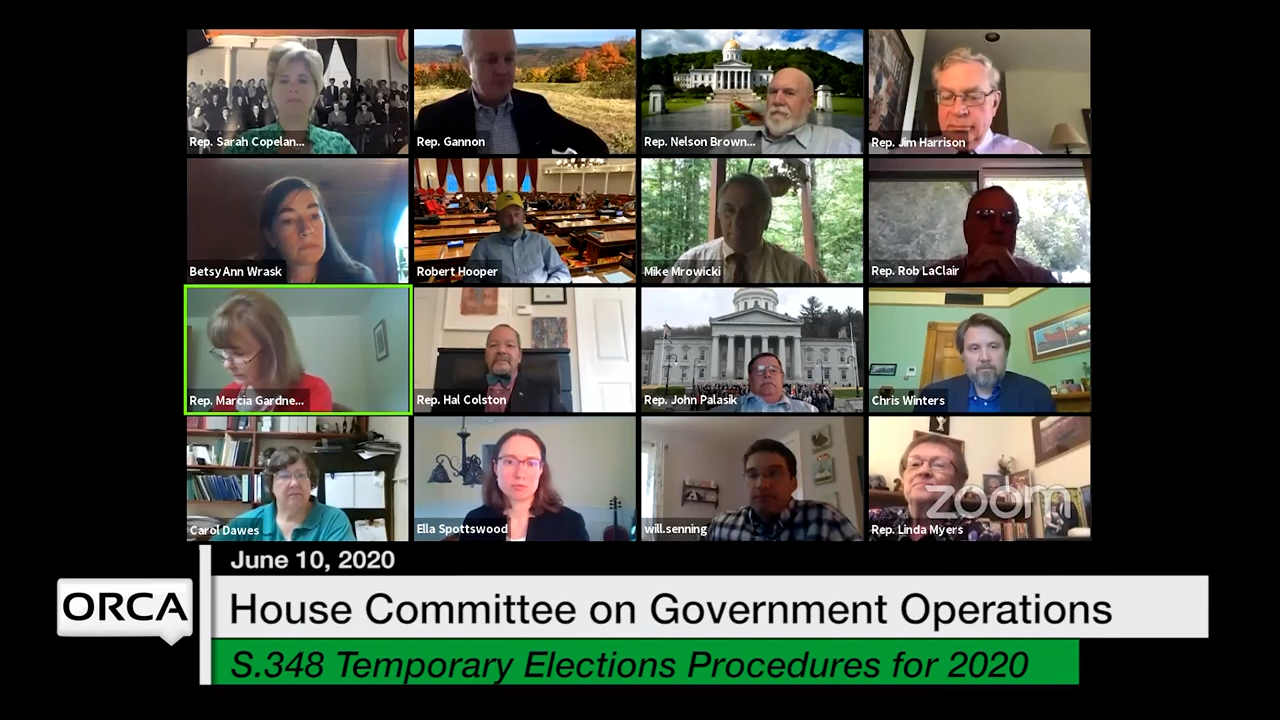 Rep. Sarah Copelan...
Rep. Gannon
Rep. Nelson Brown...
Rep. Jim Harrison
Betsy Ann Wrask
Robert Hooper
Mike Mrowicki
Rep. Rob LaClair
Rep. Marcia Gardne...
Rep. Hal Colston
Rep. John Palasik
Chris Winters
Carol Dawes
Ella Spottswood
will.senning
Rep. Linda Myers
zoom
June 10, 2020
ORCA
House Committee on Government Operations
S.348 Temporary Elections Procedures for 2020